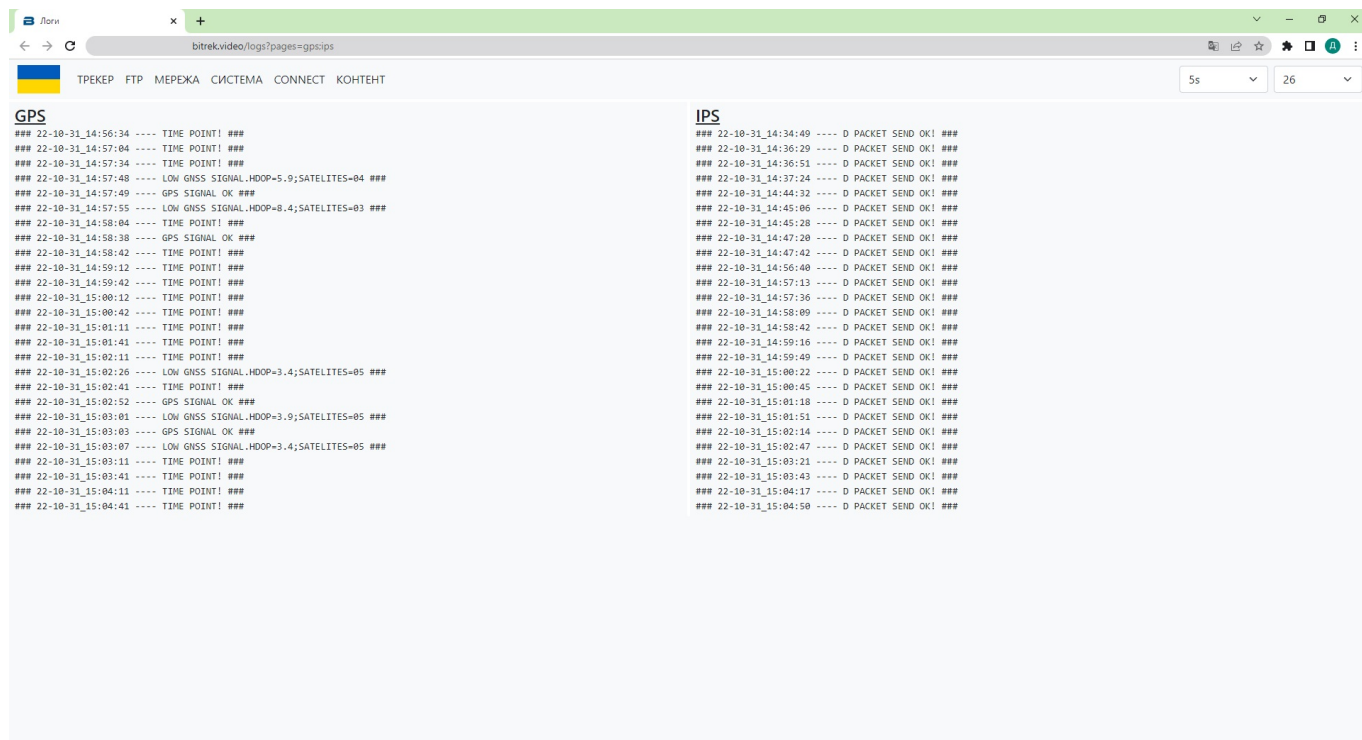 Логи
bitrek.video/logs?pages=gps:ips
Д
ТРЕКЕР FTP МЕРЕЖА СИСТЕМА CONNECT КОНТЕНТ
5s
26
GPS
### 22-10-31_14:56:34 ---- TIME POINT! ###
### 22-10-31_14:57:04 ---- TIME POINT! ###
### 22-10-31_14:57:34 ---- TIME POINT! ###
### 22-10-31_14:57:48 ---- LOW GNSS SIGNAL.HDOP=5.9;SATELITES=04 ###
### 22-10-31_14:57:49 ---- GPS SIGNAL OK ###
### 22-10-31_14:57:55 ---- LOW GNSS SIGNAL.HDOP=8.4;SATELITES=03 ###
### 22-10-31_14:58:04 ---- TIME POINT! ###
### 22-10-31_14:58:38 ---- GPS SIGNAL OK ###
### 22-10-31_14:58:42 ---- TIME POINT! ###
### 22-10-31_14:59:12 ---- TIME POINT! ###
### 22-10-31_14:59:42 ---- TIME POINT! ###
### 22-10-31_15:00:12 ---- TIME POINT! ###
### 22-10-31_15:00:42 ---- TIME POINT! ###
### 22-10-31_15:01:11 ---- TIME POINT! ###
### 22-10-31_15:01:41 ---- TIME POINT! ###
### 22-10-31_15:02:11 ---- TIME POINT! ###
### 22-10-31_15:02:26 ---- LOW GNSS SIGNAL.HDOP=3.4;SATELITES=05 ###
### 22-10-31_15:02:41 ---- TIME POINT! ###
### 22-10-31_15:02:52 ---- GPS SIGNAL OK ###
### 22-10-31_15:03:01 ---- LOW GNSS SIGNAL.HDOP=3.9;SATELITES=05 ###
### 22-10-31_15:03:03 ---- GPS SIGNAL OK ###
### 22-10-31_15:03:07 ---- LOW GNSS SIGNAL.HDOP=3.4;SATELITES=05 ###
### 22-10-31_15:03:11 ---- TIME POINT! ###
### 22-10-31_15:03:41 ---- TIME POINT! ###
### 22-10-31_15:04:11 ---- TIME POINT! ###
### 22-10-31_15:04:41 ---- TIME POINT! ###
IPS
### 22-10-31_14:34:49 ---- D PACKET SEND OK! ###
### 22-10-31_14:36:29 ---- D PACKET SEND OK! ###
### 22-10-31_14:36:51 ---- D PACKET SEND OK! ###
### 22-10-31_14:37:24 ---- D PACKET SEND OK! ###
### 22-10-31_14:44:32 ---- D PACKET SEND OK! ###
### 22-10-31_14:45:06 ---- D PACKET SEND OK! ###
### 22-10-31_14:45:28 ---- D PACKET SEND OK! ###
### 22-10-31_14:47:20 ---- D PACKET SEND OK! ###
### 22-10-31_14:47:42 ---- D PACKET SEND OK! ###
### 22-10-31_14:56:40 ---- D PACKET SEND OK! ###
### 22-10-31_14:57:13 ---- D PACKET SEND OK! ###
### 22-10-31_14:57:36 ---- D PACKET SEND OK! ###
### 22-10-31_14:58:09 ---- D PACKET SEND OK! ###
### 22-10-31_14:58:42 ---- D PACKET SEND OK! ###
### 22-10-31_14:59:16 ---- D PACKET SEND OK! ###
### 22-10-31_14:59:49 ---- D PACKET SEND OK! ###
### 22-10-31_15:00:22 ---- D PACKET SEND OK! ###
### 22-10-31_15:00:45 ---- D PACKET SEND OK! ###
### 22-10-31_15:01:18 ---- D PACKET SEND OK! ###
### 22-10-31_15:01:51 ---- D PACKET SEND OK! ###
### 22-10-31_15:02:14 ---- D PACKET SEND OK! ###
### 22-10-31_15:02:47 ---- D PACKET SEND OK! ###
### 22-10-31_15:03:21 ---- D PACKET SEND OK! ###
### 22-10-31_15:03:43 ---- D PACKET SEND OK! ###
### 22-10-31_15:04:17 ---- D PACKET SEND OK! ###
### 22-10-31_15:04:50 ---- D PACKET SEND OK! ###